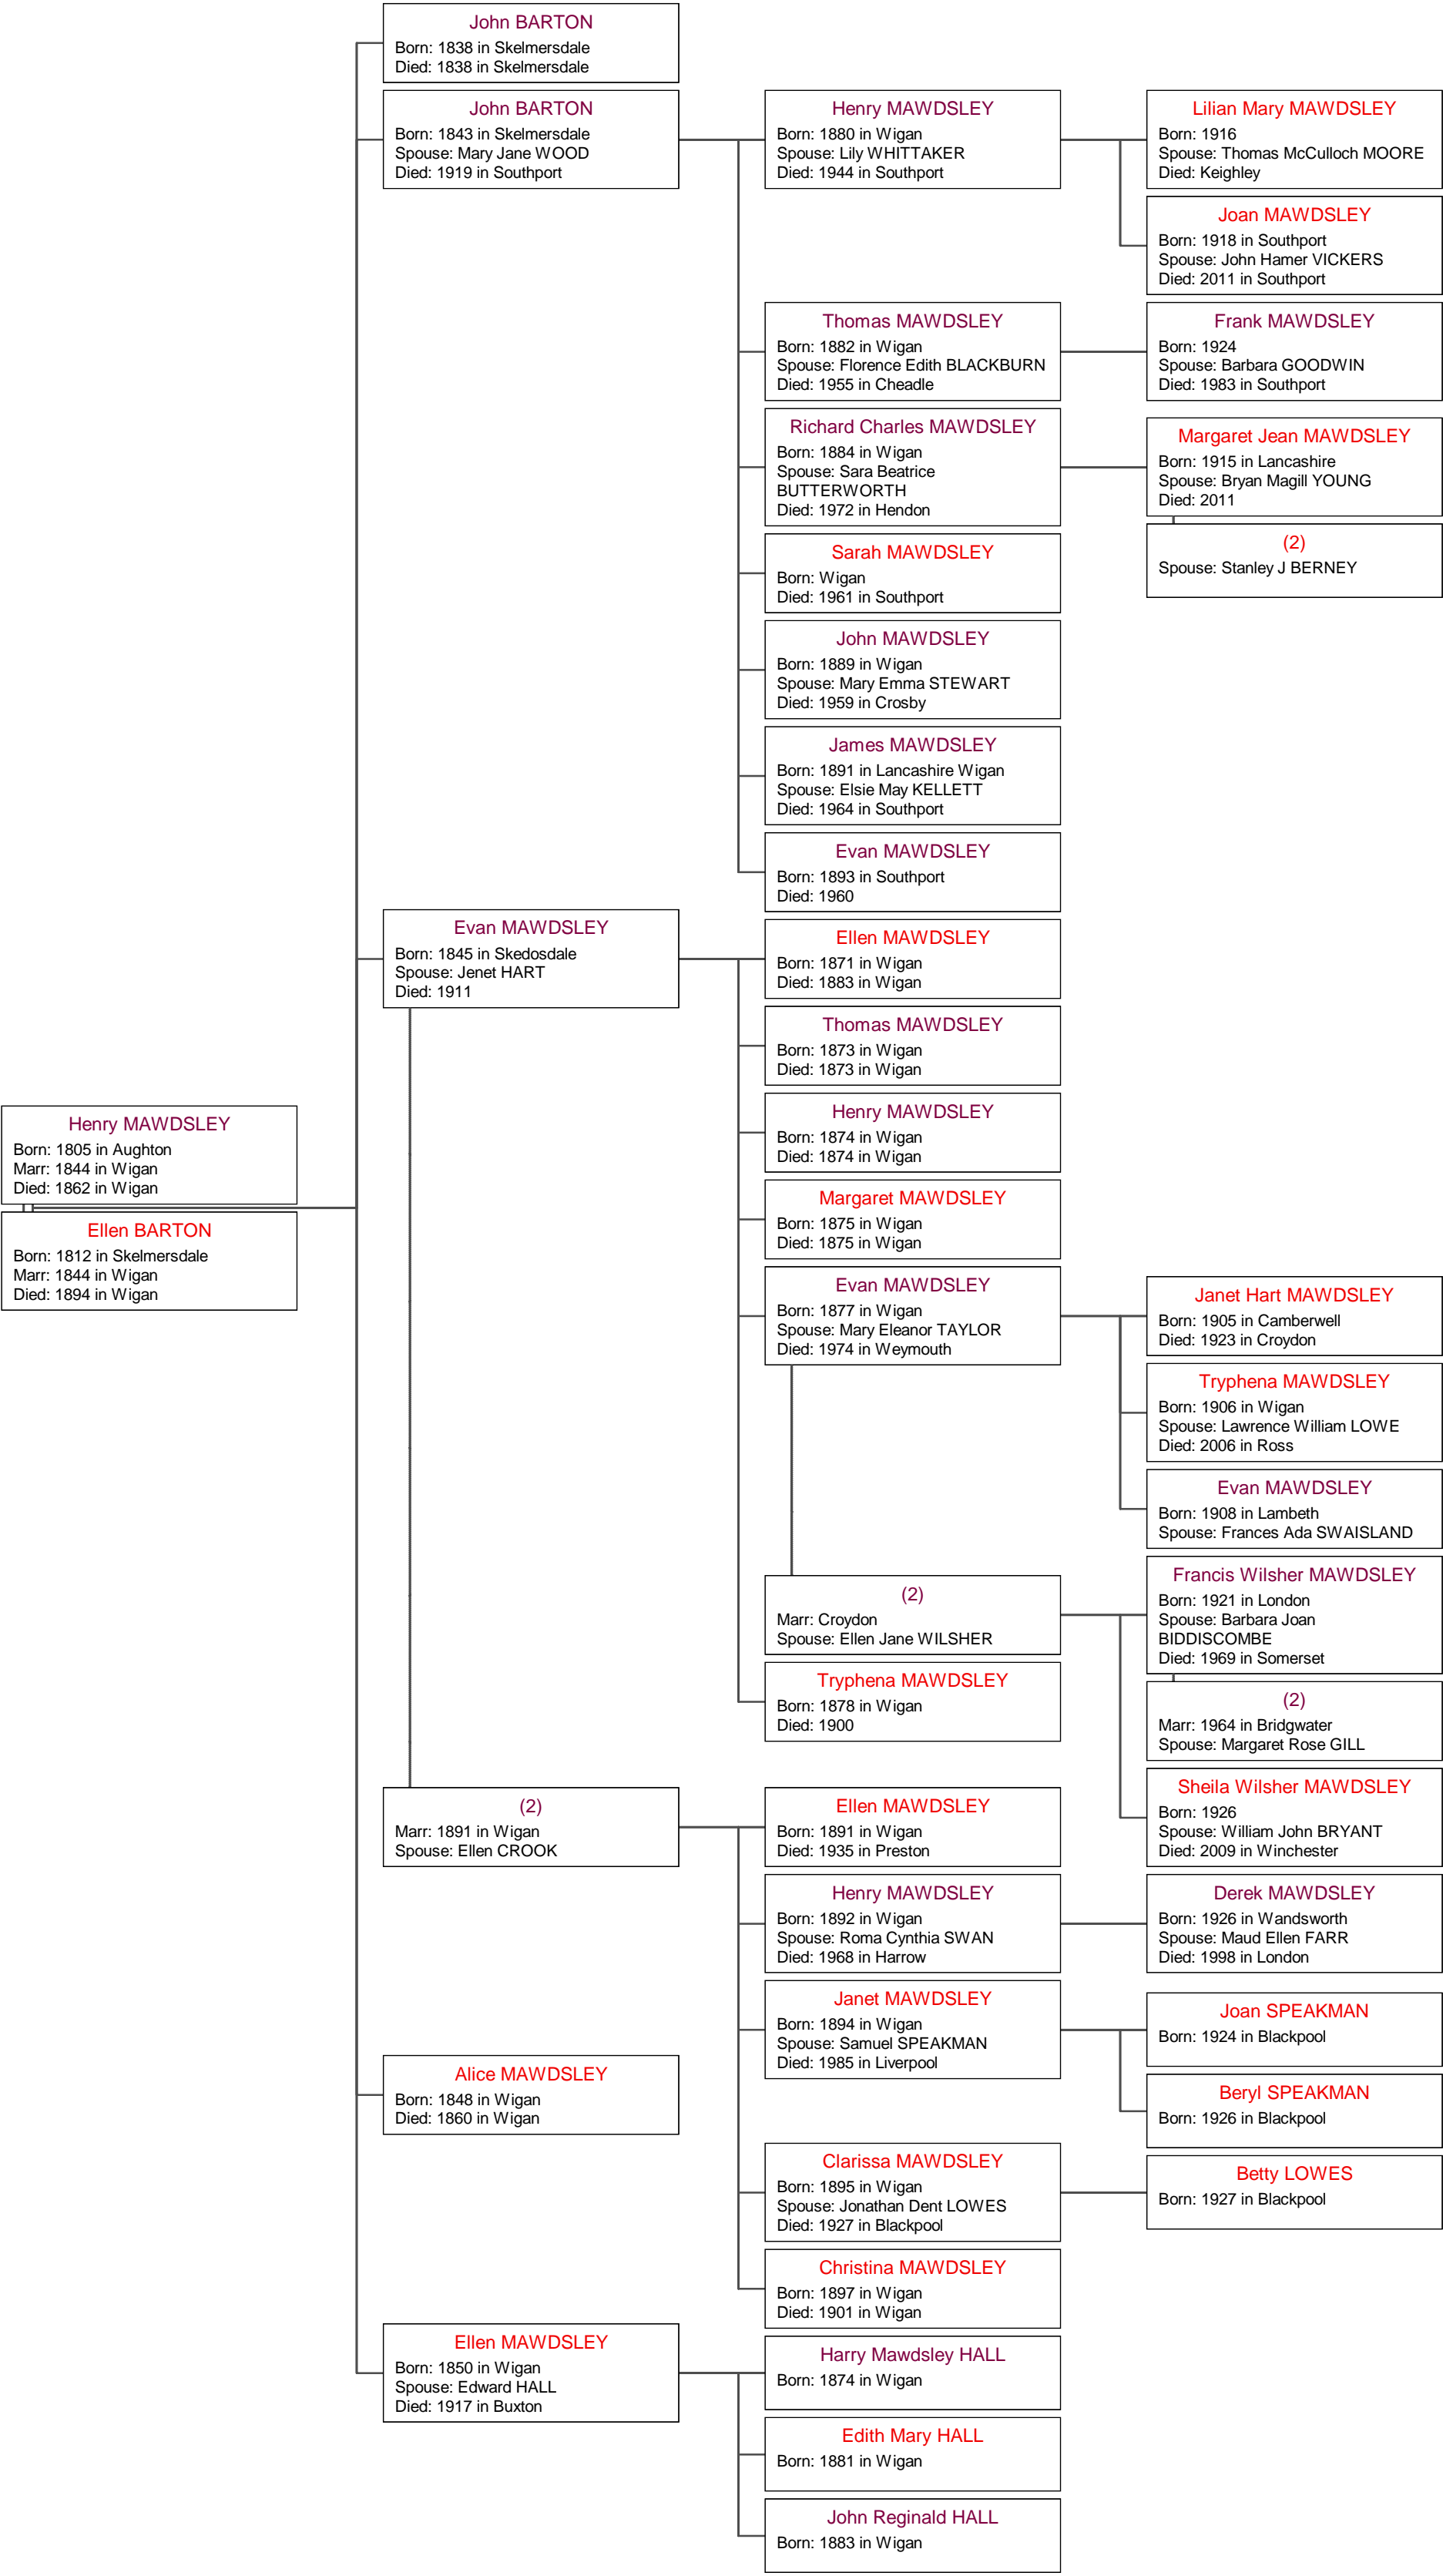 John BARTON
Born: 1838 in Skelmersdale
Died: 1838 in Skelmersdale
John BARTON
Born: 1843 in Skelmersdale
Spouse: Mary Jane WOOD
Died: 1919 in Southport
Henry MAWDSLEY
Born: 1880 in Wigan
Spouse: Lily WHITTAKER
Died: 1944 in Southport
Lilian Mary MAWDSLEY
Born: 1916
Spouse: Thomas McCulloch MOORE
Died: Keighley
Joan MAWDSLEY
Born: 1918 in Southport
Spouse: John Hamer VICKERS
Died: 2011 in Southport
Thomas MAWDSLEY
Born: 1882 in Wigan
Spouse: Florence Edith BLACKBURN
Died: 1955 in Cheadle
Frank MAWDSLEY
Born: 1924
Spouse: Barbara GOODWIN
Died: 1983 in Southport
Richard Charles MAWDSLEY
Born: 1884 in Wigan
Spouse: Sara Beatrice
BUTTERWORTH
Died: 1972 in Hendon
Margaret Jean MAWDSLEY
Born: 1915 in Lancashire
Spouse: Bryan Magill YOUNG
Died: 2011
(2)
Spouse: Stanley J BERNEY
Sarah MAWDSLEY
Born: Wigan
Died: 1961 in Southport
John MAWDSLEY
Born: 1889 in Wigan
Spouse: Mary Emma STEWART
Died: 1959 in Crosby
James MAWDSLEY
Born: 1891 in Lancashire Wigan
Spouse: Elsie May KELLETT
Died: 1964 in Southport
Evan MAWDSLEY
Born: 1893 in Southport
Died: 1960
Evan MAWDSLEY
Born: 1845 in Skedosdale
Spouse: Jenet HART
Died: 1911
Ellen MAWDSLEY
Born: 1871 in Wigan
Died: 1883 in Wigan
Thomas MAWDSLEY
Born: 1873 in Wigan
Died: 1873 in Wigan
Henry MAWDSLEY
Born: 1874 in Wigan
Died: 1874 in Wigan
Henry MAWDSLEY
Born: 1805 in Aughton
Marr: 1844 in Wigan
Died: 1862 in Wigan
Ellen BARTON
Born: 1812 in Skelmersdale
Marr: 1844 in Wigan
Died: 1894 in Wigan
Margaret MAWDSLEY
Born: 1875 in Wigan
Died: 1875 in Wigan
Evan MAWDSLEY
Born: 1877 in Wigan
Spouse: Mary Eleanor TAYLOR
Died: 1974 in Weymouth
Janet Hart MAWDSLEY
Born: 1905 in Camberwell
Died: 1923 in Croydon
Tryphena MAWDSLEY
Born: 1906 in Wigan
Spouse: Lawrence William LOWE
Died: 2006 in Ross
Evan MAWDSLEY
Born: 1908 in Lambeth
Spouse: Frances Ada SWAISLAND
(2)
Marr: Croydon
Spouse: Ellen Jane WILSHER
Francis Wilsher MAWDSLEY
Born: 1921 in London
Spouse: Barbara Joan
BIDDISCOMBE
Died: 1969 in Somerset
(2)
Marr: 1964 in Bridgwater
Spouse: Margaret Rose GILL
Tryphena MAWDSLEY
Born: 1878 in Wigan
Died: 1900
Sheila Wilsher MAWDSLEY
Born: 1926
Spouse: William John BRYANT
Died: 2009 in Winchester
(2)
Marr: 1891 in Wigan
Spouse: Ellen CROOK
Ellen MAWDSLEY
Born: 1891 in Wigan
Died: 1935 in Preston
Henry MAWDSLEY
Born: 1892 in Wigan
Spouse: Roma Cynthia SWAN
Died: 1968 in Harrow
Derek MAWDSLEY
Born: 1926 in Wandsworth
Spouse: Maud Ellen FARR
Died: 1998 in London
Janet MAWDSLEY
Born: 1894 in Wigan
Spouse: Samuel SPEAKMAN
Died: 1985 in Liverpool
Joan SPEAKMAN
Born: 1924 in Blackpool
Beryl SPEAKMAN
Born: 1926 in Blackpool
Alice MAWDSLEY
Born: 1848 in Wigan
Died: 1860 in Wigan
Clarissa MAWDSLEY
Born: 1895 in Wigan
Spouse: Jonathan Dent LOWES
Died: 1927 in Blackpool
Betty LOWES
Born: 1927 in Blackpool
Christina MAWDSLEY
Born: 1897 in Wigan
Died: 1901 in Wigan
Ellen MAWDSLEY
Born: 1850 in Wigan
Spouse: Edward HALL
Died: 1917 in Buxton
Harry Mawdsley HALL
Born: 1874 in Wigan
Edith Mary HALL
Born: 1881 in Wigan
John Reginald HALL
Born: 1883 in Wigan